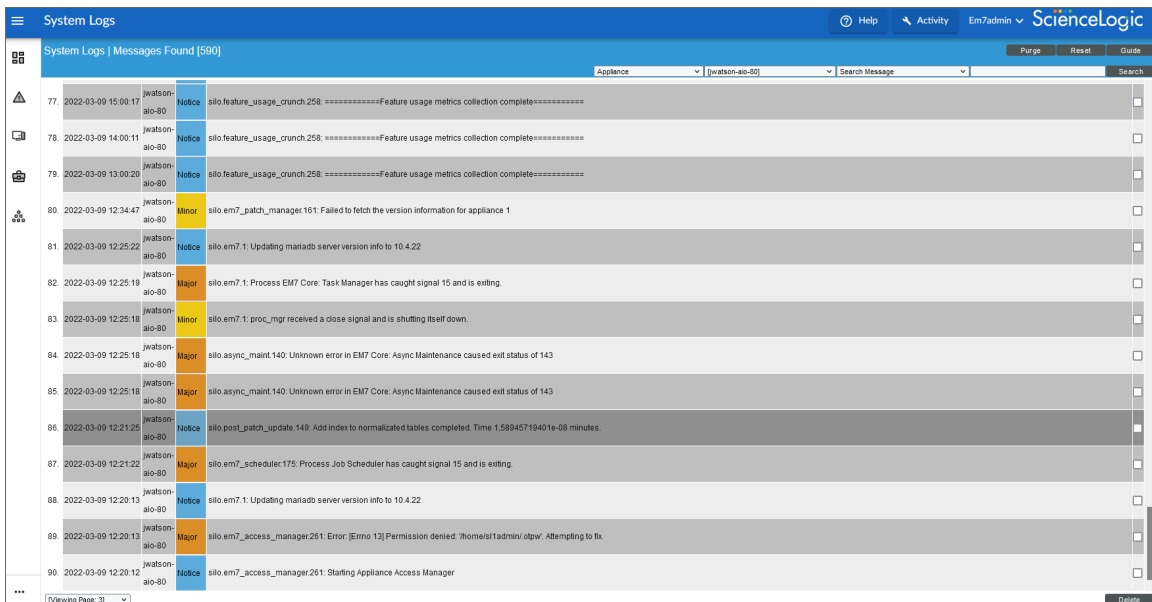 System Logs
Help
Activity
Em7admin
ScienceLogic
System Logs | Messages Found [590]
Purge
Reset
Guide
Appliance
[jwatson-aio-80]
Search Message
Search
77. 2022-03-09 15:00:17 jwatson-aio-80 Notice silo.feature_usage_crunch.258: ============Feature usage metrics collection complete===========
78. 2022-03-09 14:00:11 jwatson-aio-80 Notice silo.feature_usage_crunch.258: ============Feature usage metrics collection complete===========
79. 2022-03-09 13:00:20 jwatson-aio-80 Notice silo.feature_usage_crunch.258: ============Feature usage metrics collection complete===========
80. 2022-03-09 12:34:47 jwatson-aio-80 Minor silo.em7_patch_manager.161: Failed to fetch the version information for appliance 1
81. 2022-03-09 12:25:22 jwatson-aio-80 Notice silo.em7.1: Updating mariadb server version info to 10.4.22
82. 2022-03-09 12:25:19 jwatson-aio-80 Major silo.em7.1: Process EM7 Core: Task Manager has caught signal 15 and is exiting.
83. 2022-03-09 12:25:18 jwatson-aio-80 Minor silo.em7.1: proc_mgr received a close signal and is shutting itself down.
84. 2022-03-09 12:25:18 jwatson-aio-80 Major silo.async_maint.140: Unknown error in EM7 Core: Async Maintenance caused exit status of 143
85. 2022-03-09 12:25:18 jwatson-aio-80 Major silo.async_maint.140: Unknown error in EM7 Core: Async Maintenance caused exit status of 143
86. 2022-03-09 12:21:25 jwatson-aio-80 Notice silo.post_patch_update.149: Add index to normalizated tables completed. Time 1.58945719401e-08 minutes.
87. 2022-03-09 12:21:22 jwatson-aio-80 Major silo.em7_scheduler.175: Process Job Scheduler has caught signal 15 and is exiting.
88. 2022-03-09 12:20:13 jwatson-aio-80 Notice silo.em7.1: Updating mariadb server version info to 10.4.22
89. 2022-03-09 12:20:13 jwatson-aio-80 Major silo.em7_access_manager.261: Error: [Errno 13] Permission denied: '/home/sl1admin/.otpw'. Attempting to fix.
90. 2022-03-09 12:20:12 jwatson-aio-80 Notice silo.em7_access_manager.261: Starting Appliance Access Manager
[Viewing Page: 3]
Delete